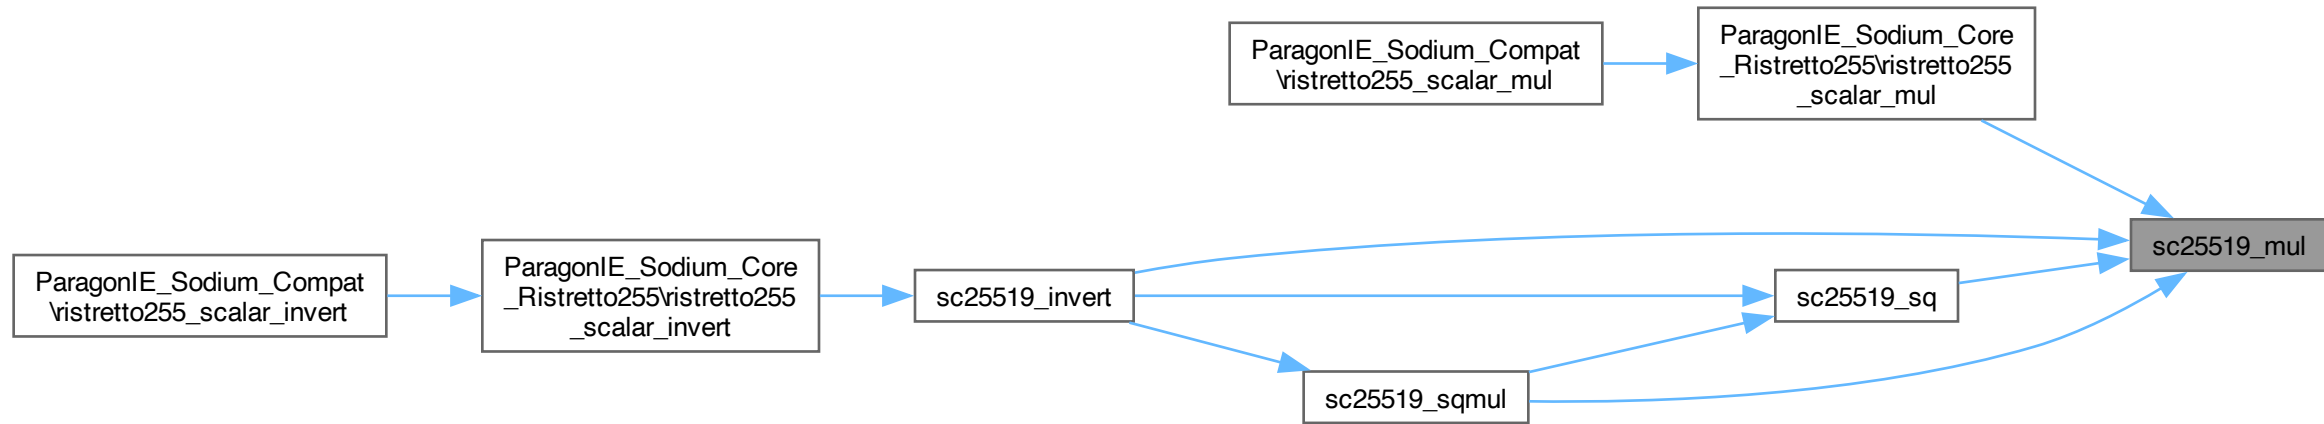 ParagonIE_Sodium_Compat
\ristretto255_scalar_mul
ParagonIE_Sodium_Core
_Ristretto255\ristretto255
_scalar_mul
sc25519_mul
ParagonIE_Sodium_Compat
\ristretto255_scalar_invert
ParagonIE_Sodium_Core
_Ristretto255\ristretto255
_scalar_invert
sc25519_invert
sc25519_sq
sc25519_sqmul